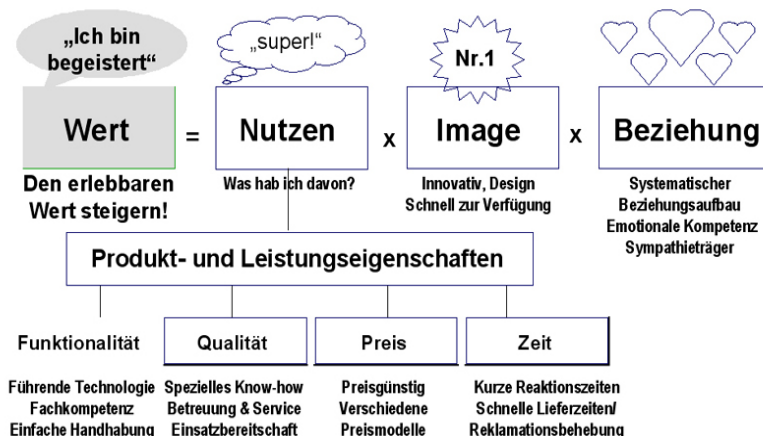 „Ich bin
begeistert“
„super!“
Nr.1
Wert
=
Nutzen
x
Image
x
Beziehung
Den erlebbaren
Wert steigern!
Was hab ich davon?
Innovativ, Design
Schnell zur Verfügung
Systematischer
Beziehungsaufbau
Emotionale Kompetenz
Sympathieträger
Produkt- und Leistungseigenschaften
Funktionalität
Qualität
Preis
Zeit
Führende Technologie
Fachkompetenz
Einfache Handhabung
Spezielles Know-how
Betreuung & Service
Einsatzbereitschaft
Preisgünstig
Verschiedene
Preismodelle
Kurze Reaktionszeiten
Schnelle Lieferzeiten/
Reklamationsbehebung